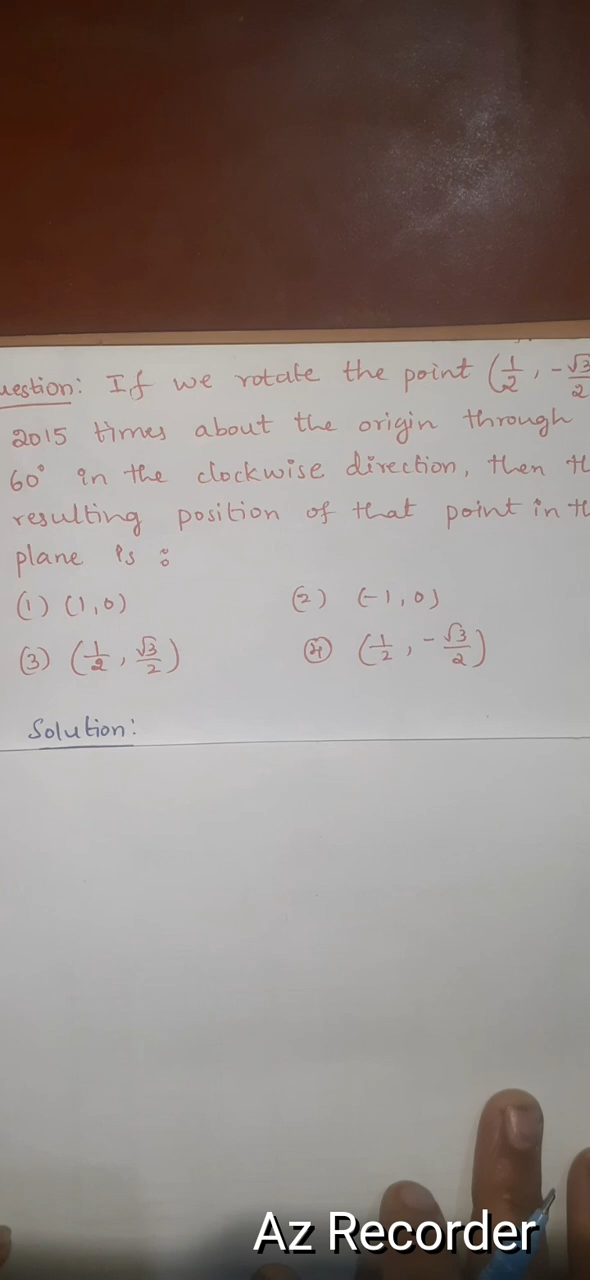 uestion: If we rotate the point (1/2, -√3/2
2015 times about the origin through
60° in the clockwise direction, then th
resulting position of that point in th
plane is :
(1) (1,0) (2) (-1,0)
(3) (1/2, √3/2) (4) (1/2, -√3/2)
Solution:
Az Recorder